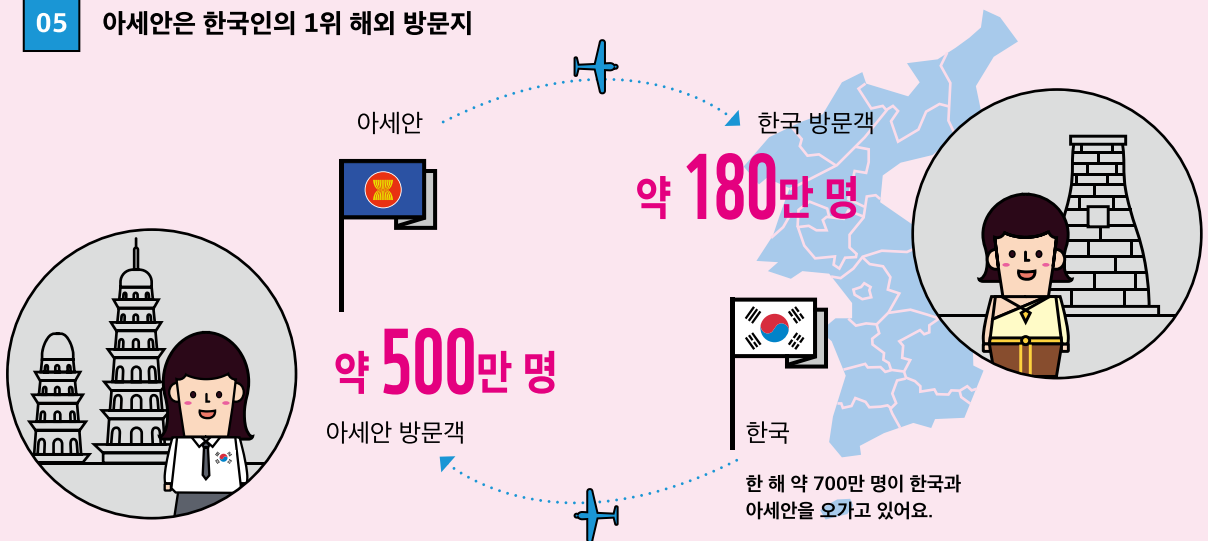 05 아세안은 한국인의 1위 해외 방문지
아세안
한국 방문객
약 180만 명
약 500만 명
아세안 방문객
한국
한 해 약 700만 명이 한국과
아세안을 오가고 있어요.